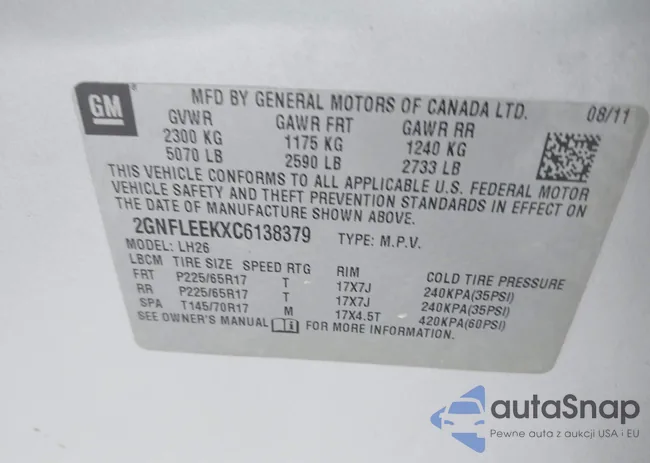 GM
MFD BY GENERAL MOTORS OF CANADA LTD. 08/11
GVWR GAWR FRT GAWR RR
2300 KG 1175 KG 1240 KG
5070 LB 2590 LB 2733 LB
THIS VEHICLE CONFORMS TO ALL APPLICABLE U.S. FEDERAL MOTOR
VEHICLE SAFETY AND THEFT PREVENTION STANDARDS IN EFFECT ON
THE DATE OF MANUFACTURE SHOWN ABOVE.
2GNFLEEKXC6138379 TYPE: M.P.V.
MODEL: LH26
LBCM TIRE SIZE SPEED RTG RIM COLD TIRE PRESSURE
FRT P225/65R17 T 17X7J 240KPA(35PSI)
RR P225/65R17 T 17X7J 240KPA(35PSI)
SPA T145/70R17 M 17X4.5T 420KPA(60PSI)
SEE OWNER'S MANUAL i FOR MORE INFORMATION.
autaSnap
Pewne auta z aukcji USA i EU